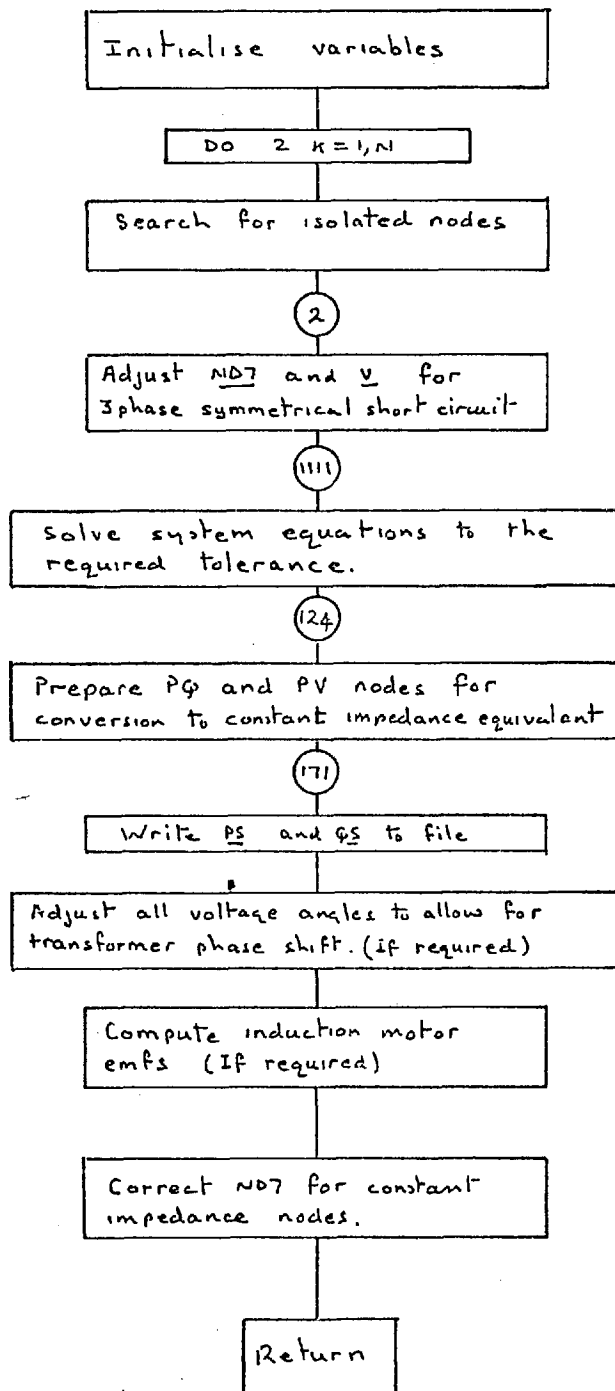 Initialise variables
DO 2 K=1,N
Search for isolated nodes
2
Adjust ND7 and V for
3phase symmetrical short circuit
1111
Solve system equations to the
required tolerance.
124
Prepare PQ and PV nodes for
conversion to constant impedance equivalent
171
Write PS and QS to file
Adjust all voltage angles to allow for
transformer phase shift. (if required)
Compute induction motor
emfs (If required)
Correct ND7 for constant
impedance nodes.
Return